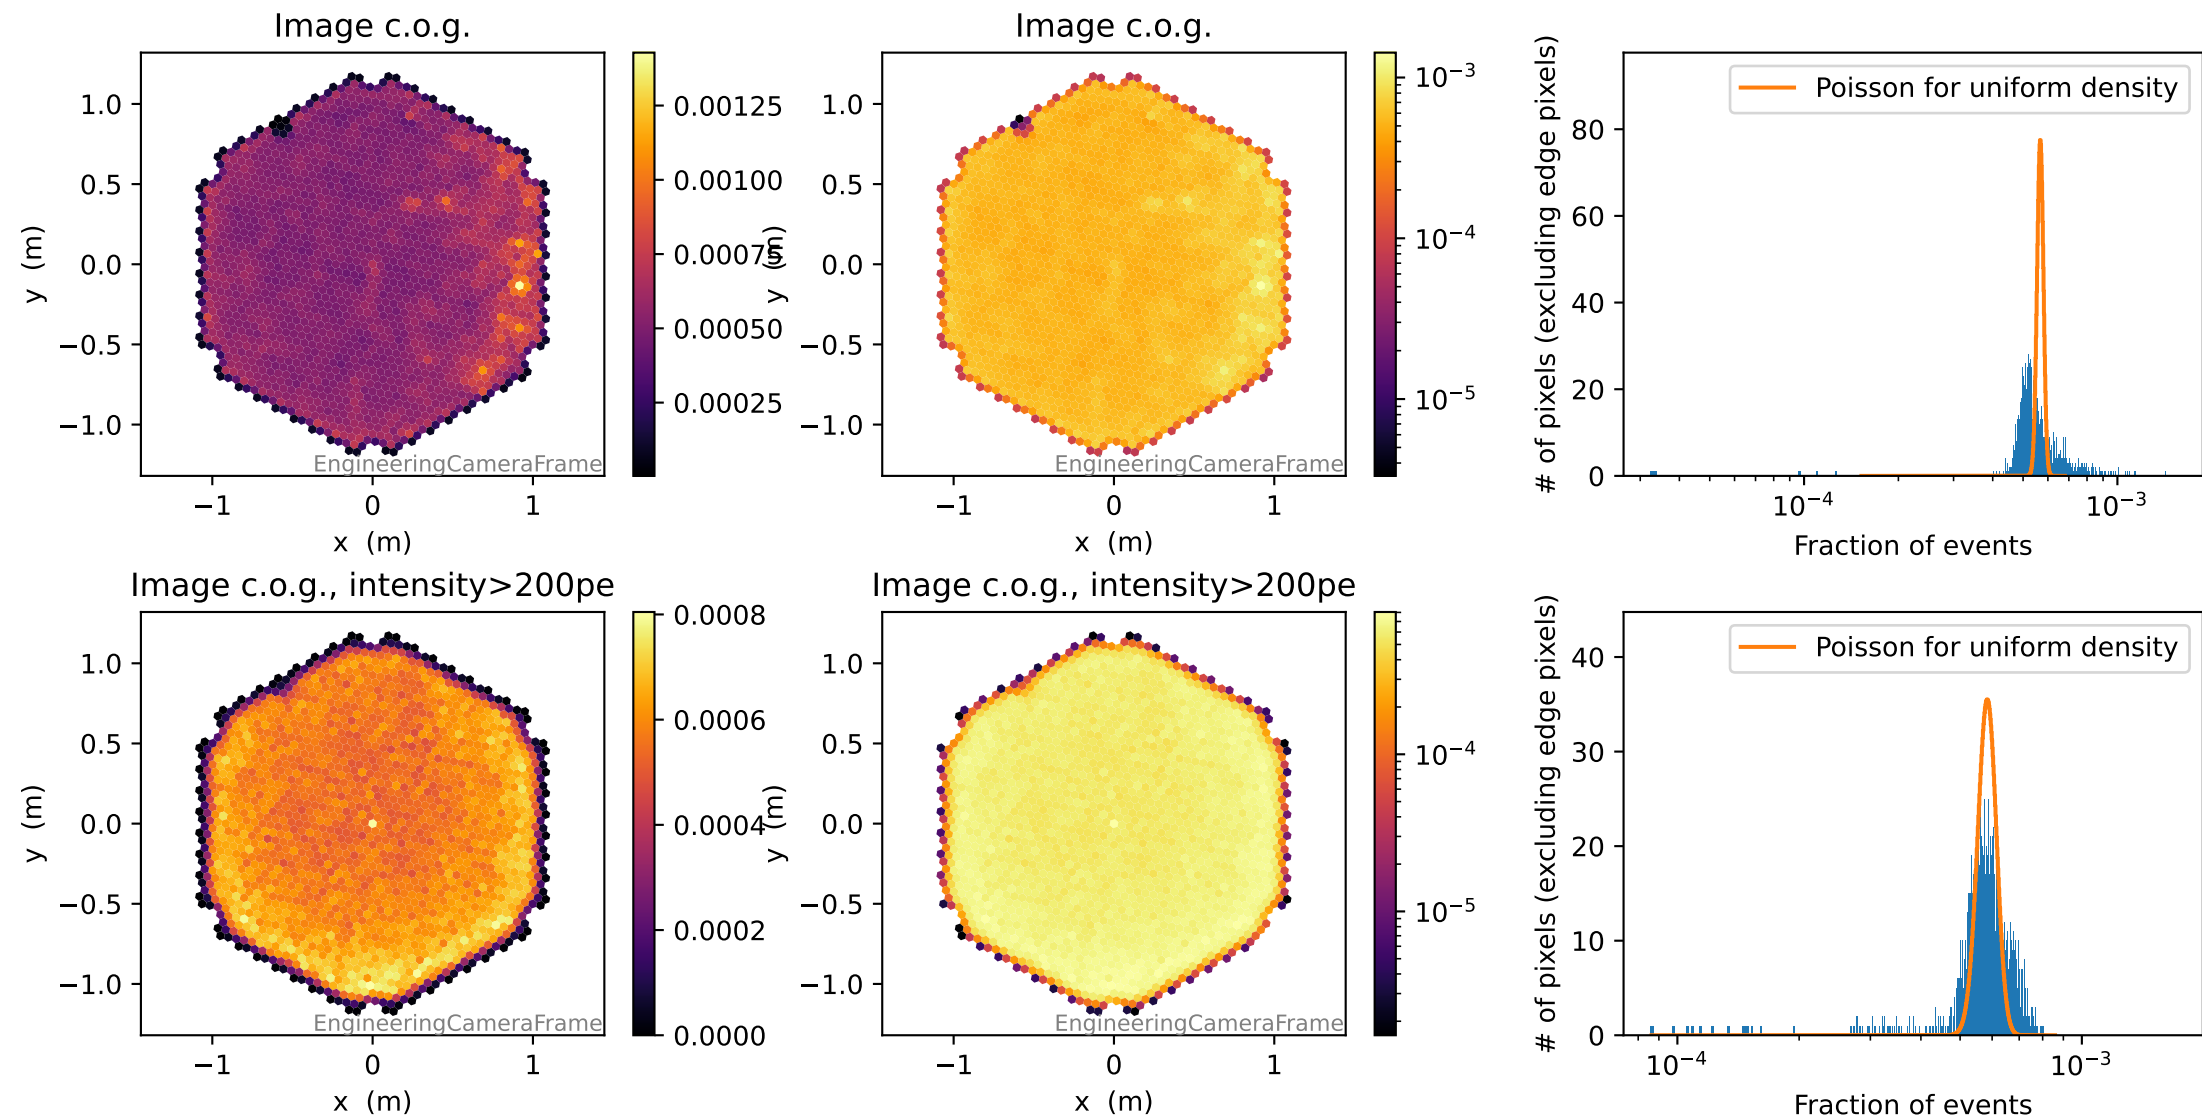 Image c.o.g.
1.0
0.5
0.0
−0.5
−1.0
y (m)
−1 0 1
x (m)
EngineeringCameraFrame
0.00125
0.00100
0.00075
0.00050
0.00025
Image c.o.g.
1.0
0.5
0.0
−0.5
−1.0
y (m)
−1 0 1
x (m)
EngineeringCameraFrame
10⁻³
10⁻⁴
10⁻⁵
Poisson for uniform density
80
60
40
20
0
# of pixels (excluding edge pixels)
10⁻⁴ 10⁻³
Fraction of events
Image c.o.g., intensity>200pe
1.0
0.5
0.0
−0.5
−1.0
y (m)
−1 0 1
x (m)
EngineeringCameraFrame
0.0008
0.0006
0.0004
0.0002
0.0000
Image c.o.g., intensity>200pe
1.0
0.5
0.0
−0.5
−1.0
y (m)
−1 0 1
x (m)
EngineeringCameraFrame
10⁻⁴
10⁻⁵
Poisson for uniform density
40
30
20
10
0
# of pixels (excluding edge pixels)
10⁻⁴ 10⁻³
Fraction of events